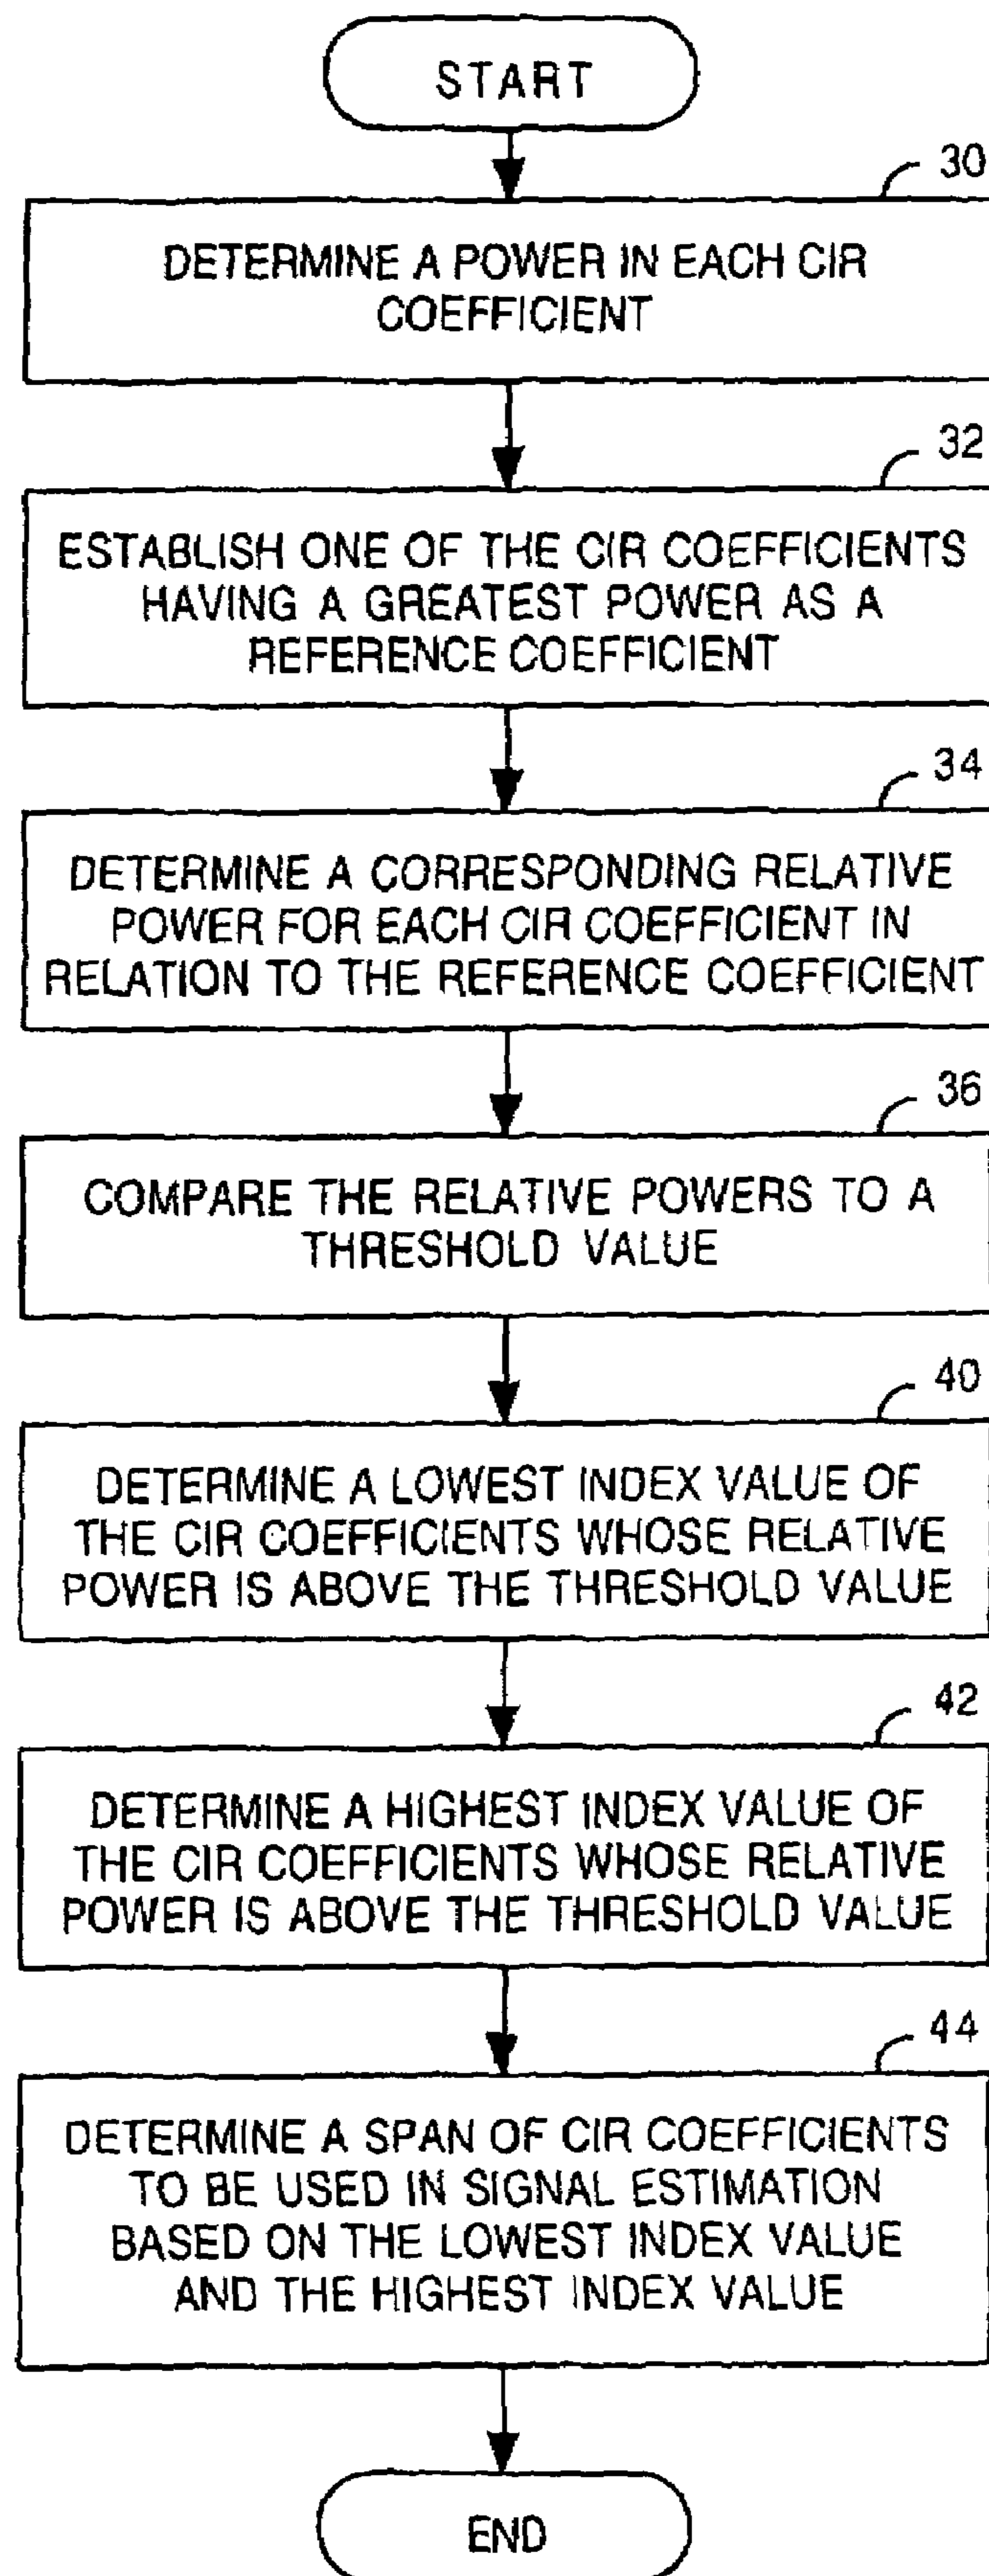 START
30
DETERMINE A POWER IN EACH CIR
COEFFICIENT
32
ESTABLISH ONE OF THE CIR COEFFICIENTS
HAVING A GREATEST POWER AS A
REFERENCE COEFFICIENT
34
DETERMINE A CORRESPONDING RELATIVE
POWER FOR EACH CIR COEFFICIENT IN
RELATION TO THE REFERENCE COEFFICIENT
36
COMPARE THE RELATIVE POWERS TO A
THRESHOLD VALUE
40
DETERMINE A LOWEST INDEX VALUE OF
THE CIR COEFFICIENTS WHOSE RELATIVE
POWER IS ABOVE THE THRESHOLD VALUE
42
DETERMINE A HIGHEST INDEX VALUE OF
THE CIR COEFFICIENTS WHOSE RELATIVE
POWER IS ABOVE THE THRESHOLD VALUE
44
DETERMINE A SPAN OF CIR COEFFICIENTS
TO BE USED IN SIGNAL ESTIMATION
BASED ON THE LOWEST INDEX VALUE
AND THE HIGHEST INDEX VALUE
END